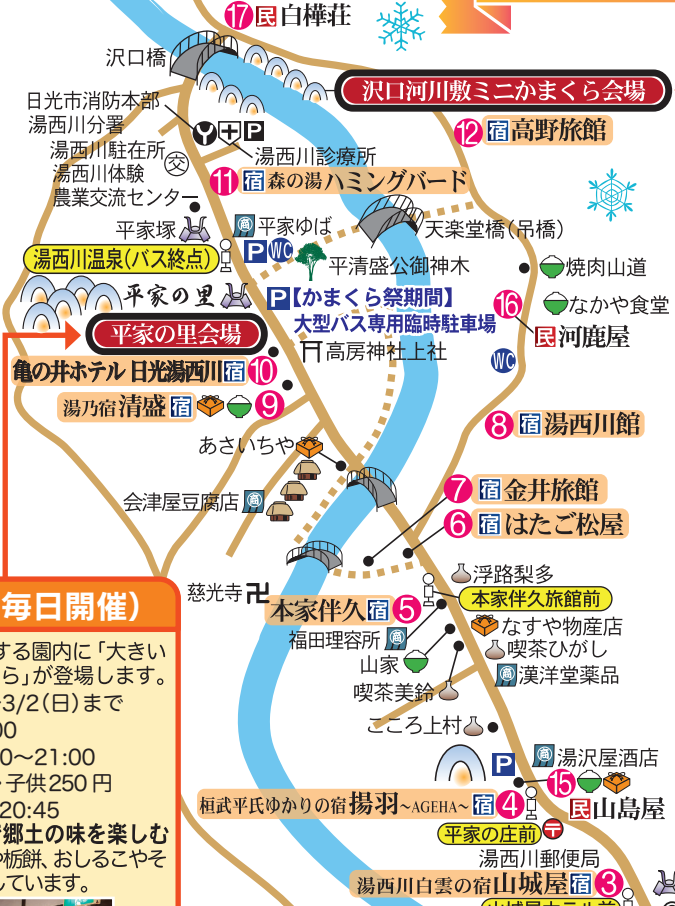 ⑰ 民 白樺荘
沢口橋
沢口河川敷ミニかまくら会場
日光市消防本部
湯西川分署
P
⑫ 宿 高野旅館
湯西川駐在所
湯西川診療所
湯西川体験
農業交流センター
⑪ 宿 森の湯ハミングバード
平家塚
商 平家ゆば
天楽堂橋(吊橋)
湯西川温泉(バス終点)
P WC
平清盛公御神木
焼肉山道
平家の里
P【かまくら祭期間】
大型バス専用臨時駐車場
なかや食堂
⑯
民 河鹿屋
平家の里会場
高房神社上社
WC
亀の井ホテル 日光湯西川 宿 ⑩
湯乃宿 清盛 宿 ⑨
⑧ 宿 湯西川館
あさいちや
⑦ 宿 金井旅館
会津屋豆腐店 商
⑥ 宿 はたご松屋
浮路梨多
慈光寺 卍
本家伴久旅館前
本家伴久 宿 ⑤
なすや物産店
福田理容所 商
喫茶ひがし
山家
商 漢洋堂薬品
喫茶美鈴
こころ上村
P
商 湯沢屋酒店
⑮
民 山島屋
桓武平氏ゆかりの宿 揚羽~AGEHA~ 宿 ④
平家の庄前 〒
湯西川郵便局
湯西川白雲の宿 山城屋 宿 ③
山城屋ホテル前
毎日開催)
する園内に「大きい
ら」が登場します。
3/2(日)まで
00
0〜21:00
・子供250円
20:45
郷土の味を楽しむ
や栃餅、おしるこやそ
しています。